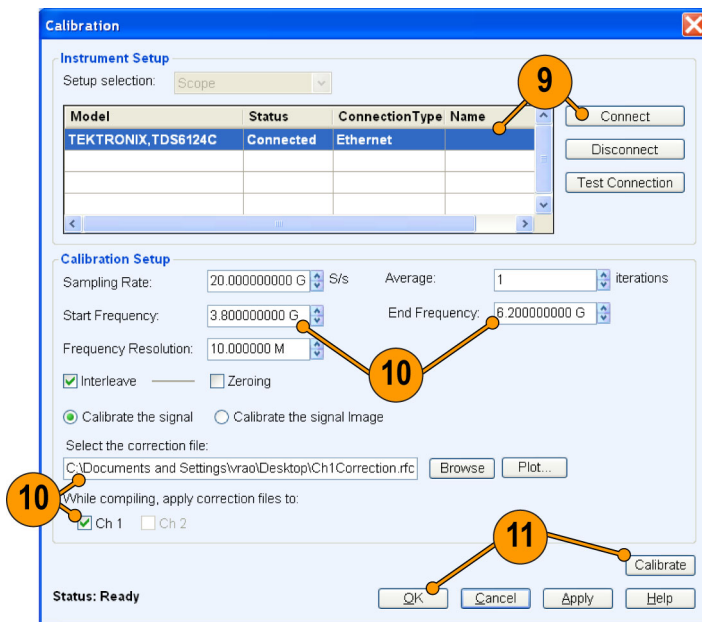 Calibration
Instrument Setup
Setup selection: Scope
9
Model Status ConnectionType Name
Connect
TEKTRONIX,TDS6124C Connected Ethernet
Disconnect
Test Connection
Calibration Setup
Sampling Rate: 20.000000000 G S/s Average: 1 iterations
Start Frequency: 3.800000000 G End Frequency: 6.200000000 G
Frequency Resolution: 10.000000 M
10
Interleave Zeroing
Calibrate the signal Calibrate the signal Image
Select the correction file:
C:\Documents and Settings\vrao\Desktop\Ch1Correction.rfc Browse Plot...
10
While compiling, apply correction files to:
Ch 1 Ch 2
11
Calibrate
Status: Ready OK Cancel Apply Help